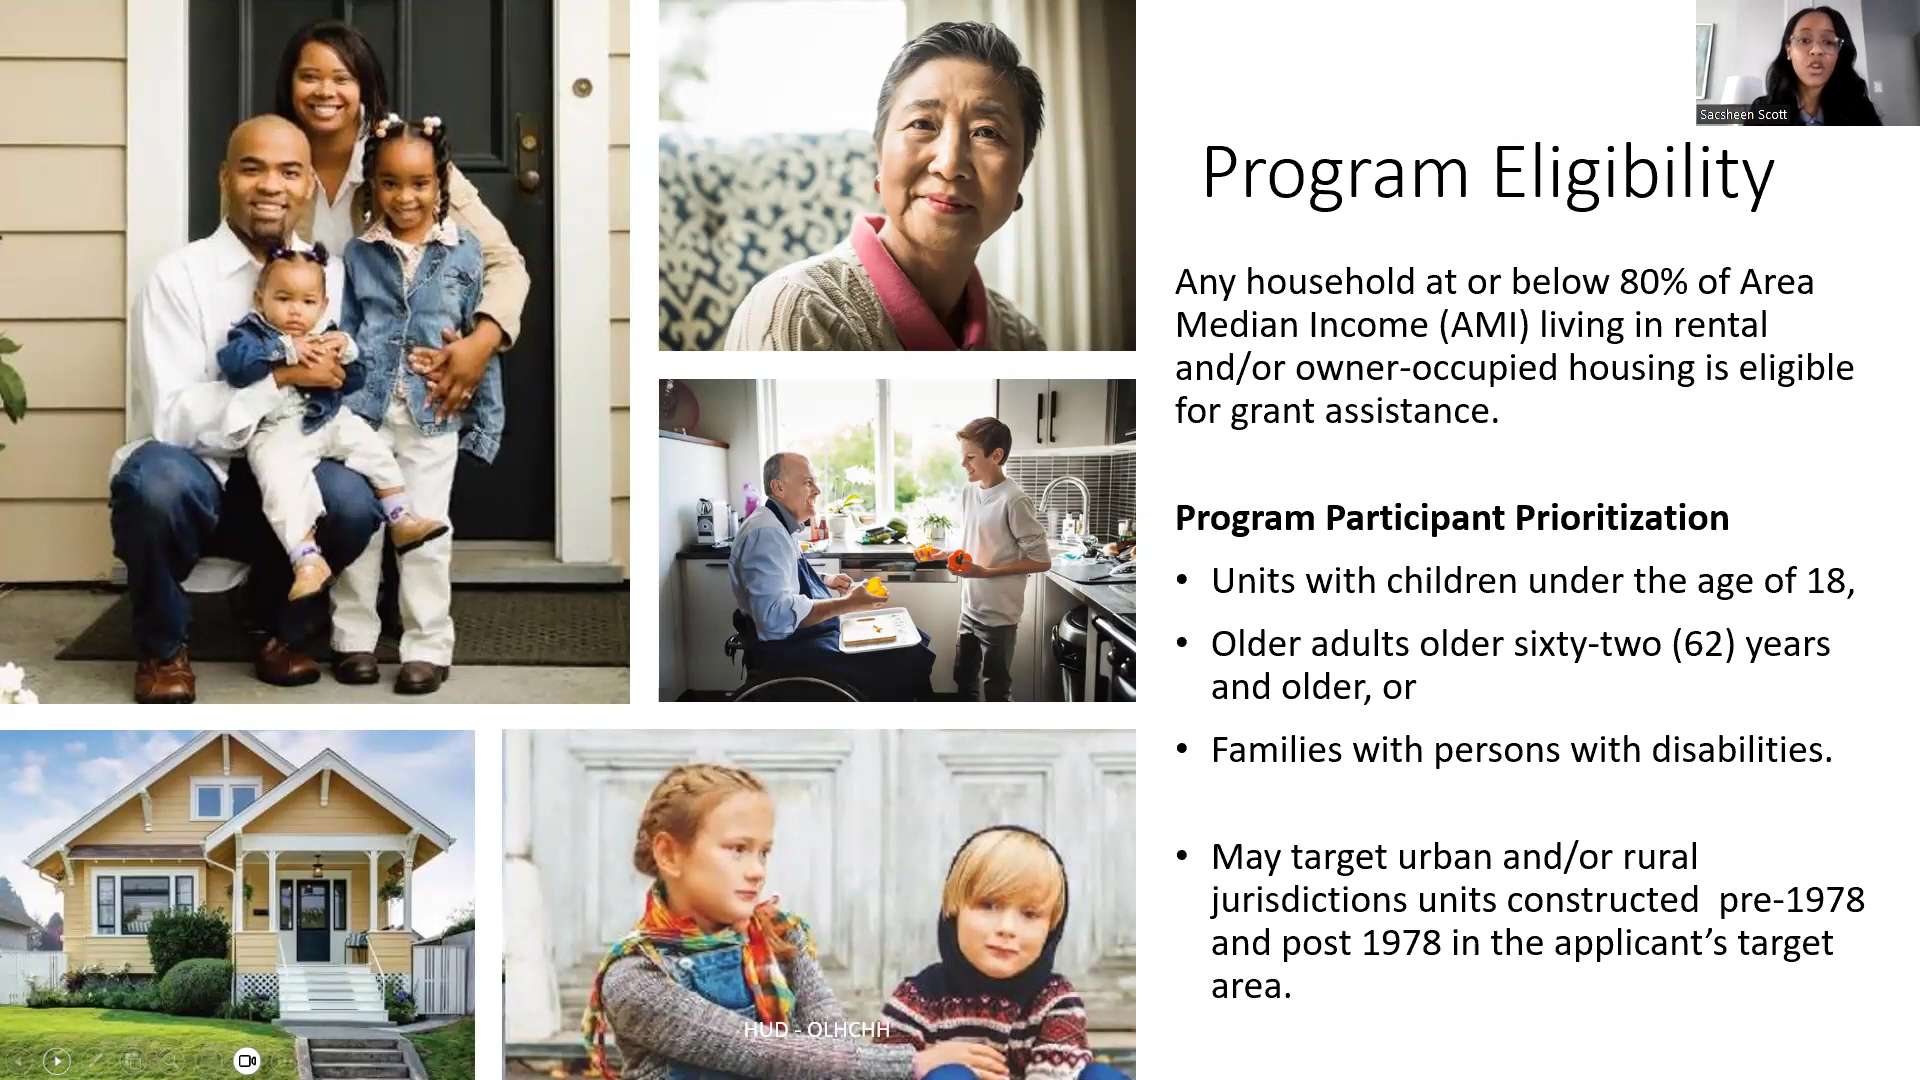 Sacsheen Scott
Program Eligibility
Any household at or below 80% of Area
Median Income (AMI) living in rental
and/or owner-occupied housing is eligible
for grant assistance.
Program Participant Prioritization
• Units with children under the age of 18,
• Older adults older sixty-two (62) years
and older, or
• Families with persons with disabilities.
• May target urban and/or rural
jurisdictions units constructed  pre-1978
and post 1978 in the applicant’s target
area.
HUD - OLHCHH